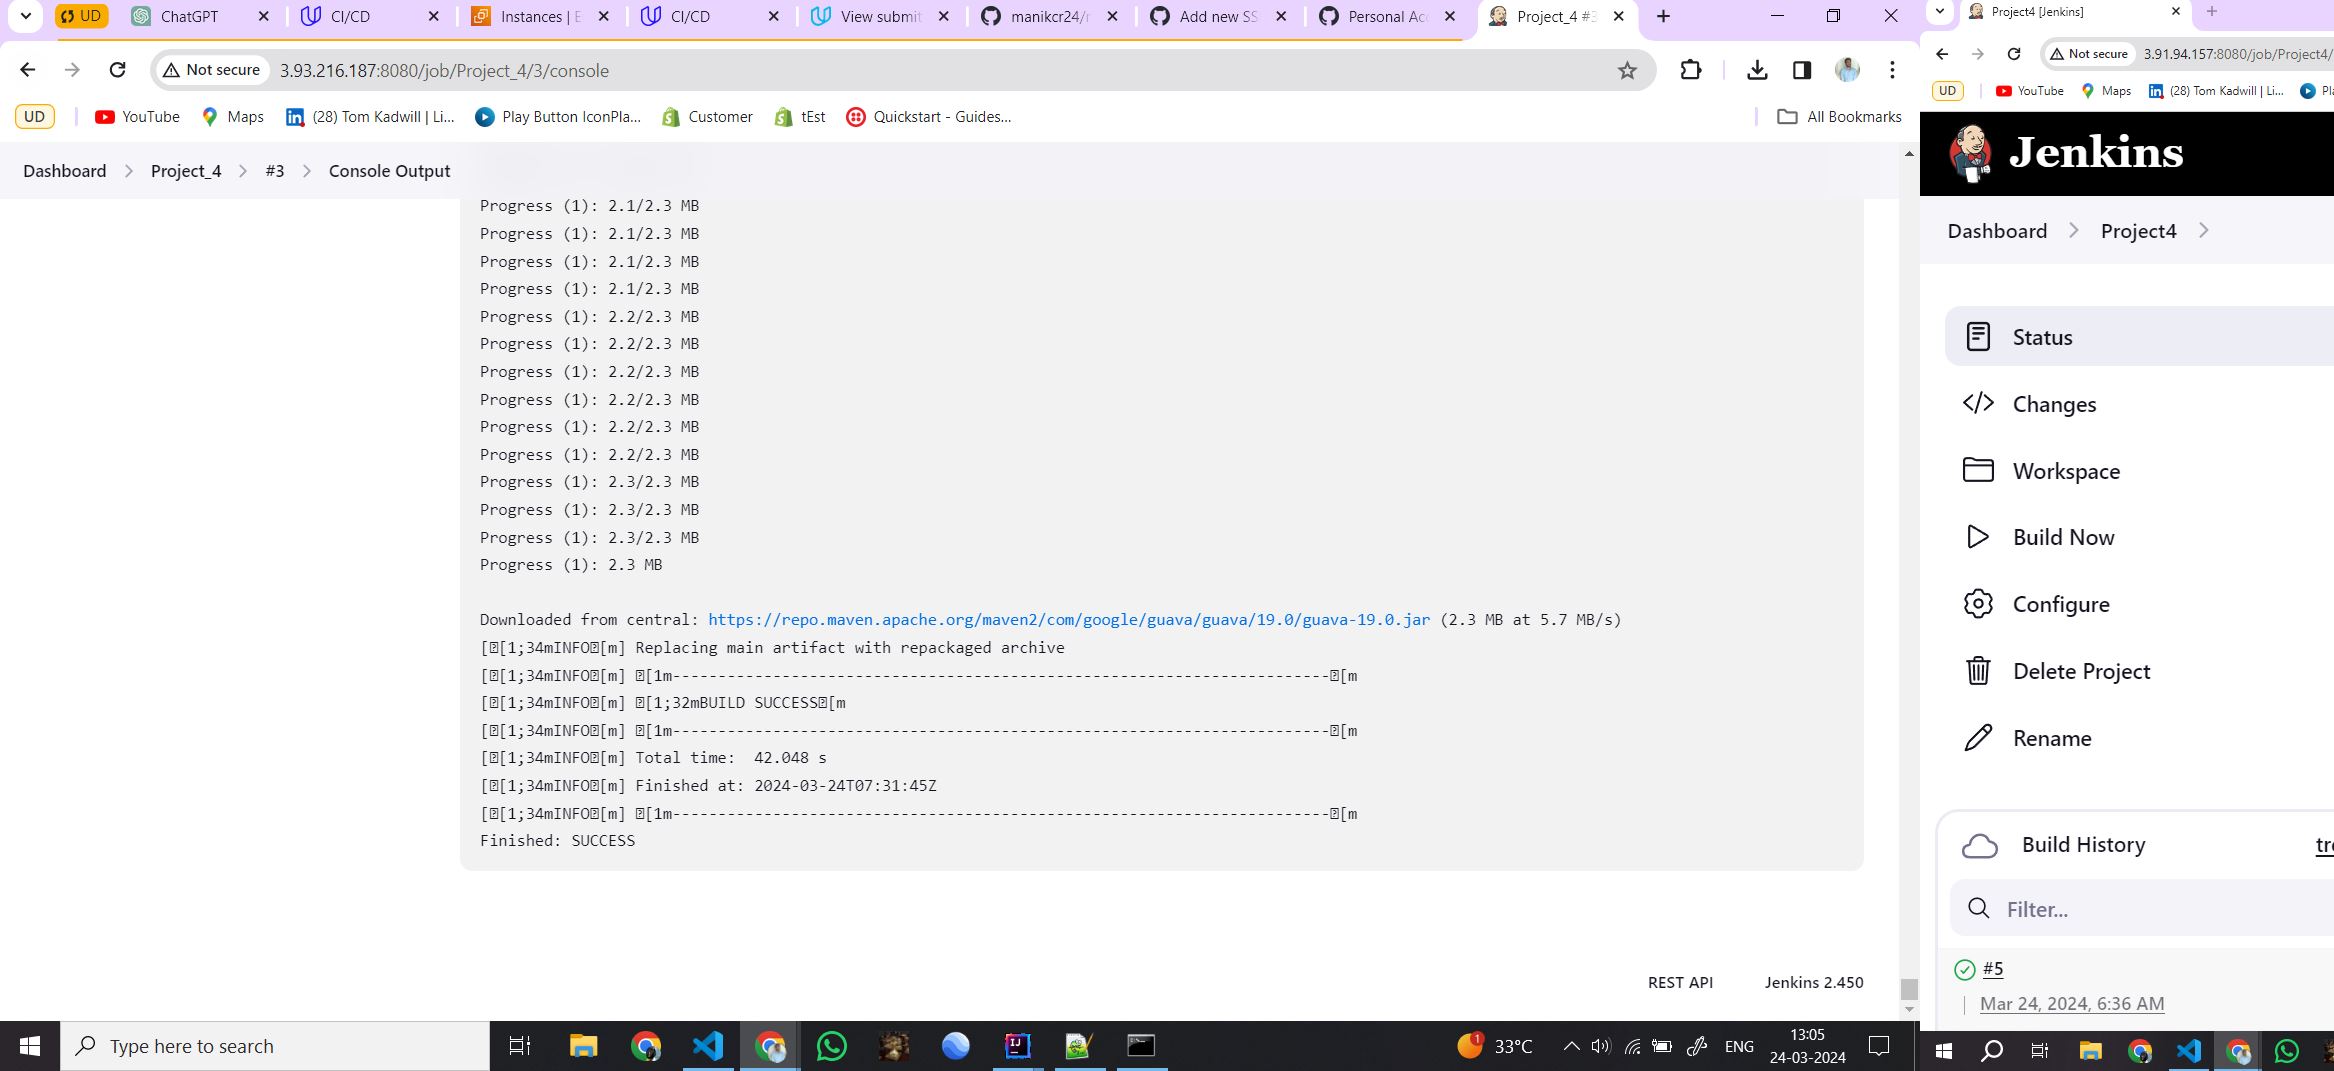 UD
ChatGPT
CI/CD
Instances | E
CI/CD
View submit
manikcr24/r
Add new SS
Personal Acc
Project_4 #3
Not secure
3.93.216.187:8080/job/Project_4/3/console
UD
YouTube
Maps
(28) Tom Kadwill | Li...
Play Button IconPla...
Customer
tEst
Quickstart - Guides...
All Bookmarks
Dashboard
Project_4
#3
Console Output
Progress (1): 2.1/2.3 MB
Progress (1): 2.1/2.3 MB
Progress (1): 2.1/2.3 MB
Progress (1): 2.1/2.3 MB
Progress (1): 2.2/2.3 MB
Progress (1): 2.2/2.3 MB
Progress (1): 2.2/2.3 MB
Progress (1): 2.2/2.3 MB
Progress (1): 2.2/2.3 MB
Progress (1): 2.2/2.3 MB
Progress (1): 2.3/2.3 MB
Progress (1): 2.3/2.3 MB
Progress (1): 2.3/2.3 MB
Progress (1): 2.3 MB
Downloaded from central: https://repo.maven.apache.org/maven2/com/google/guava/guava/19.0/guava-19.0.jar (2.3 MB at 5.7 MB/s)
[[1;34mINFO[m] Replacing main artifact with repackaged archive
[[1;34mINFO[m] [1m------------------------------------------------------------------------[m
[[1;34mINFO[m] [1;32mBUILD SUCCESS[m
[[1;34mINFO[m] [1m------------------------------------------------------------------------[m
[[1;34mINFO[m] Total time:  42.048 s
[[1;34mINFO[m] Finished at: 2024-03-24T07:31:45Z
[[1;34mINFO[m] [1m------------------------------------------------------------------------[m
Finished: SUCCESS
REST API
Jenkins 2.450
Type here to search
1
33°C
ENG
13:05
24-03-2024
Project4 [Jenkins]
Not secure
3.91.94.157:8080/job/Project4/
UD
YouTube
Maps
(28) Tom Kadwill | Li...
Pl
Jenkins
Dashboard
Project4
Status
Changes
Workspace
Build Now
Configure
Delete Project
Rename
Build History
tr
Filter...
#5
Mar 24, 2024, 6:36 AM